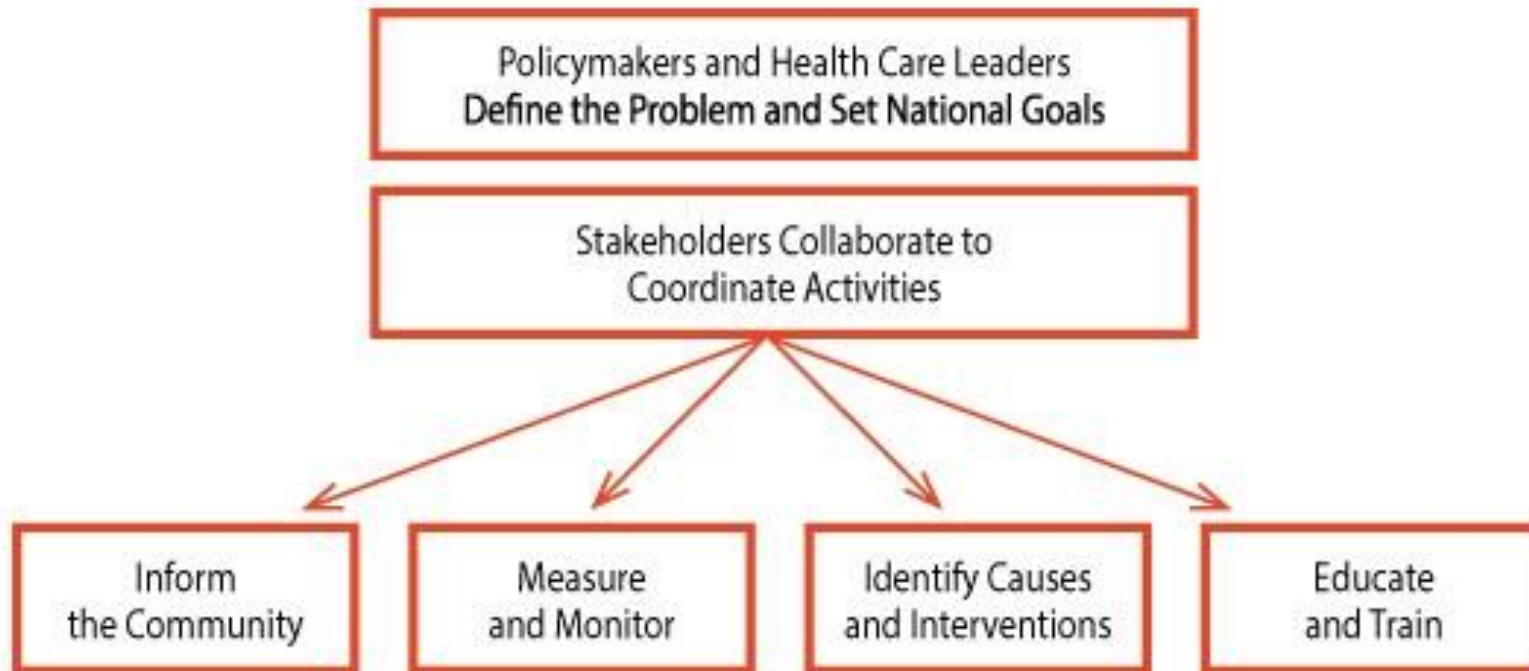 Policymakers and Health Care Leaders
Define the Problem and Set National Goals
Stakeholders Collaborate to
Coordinate Activities
Inform
the Community
Measure
and Monitor
Identify Causes
and Interventions
Educate
and Train